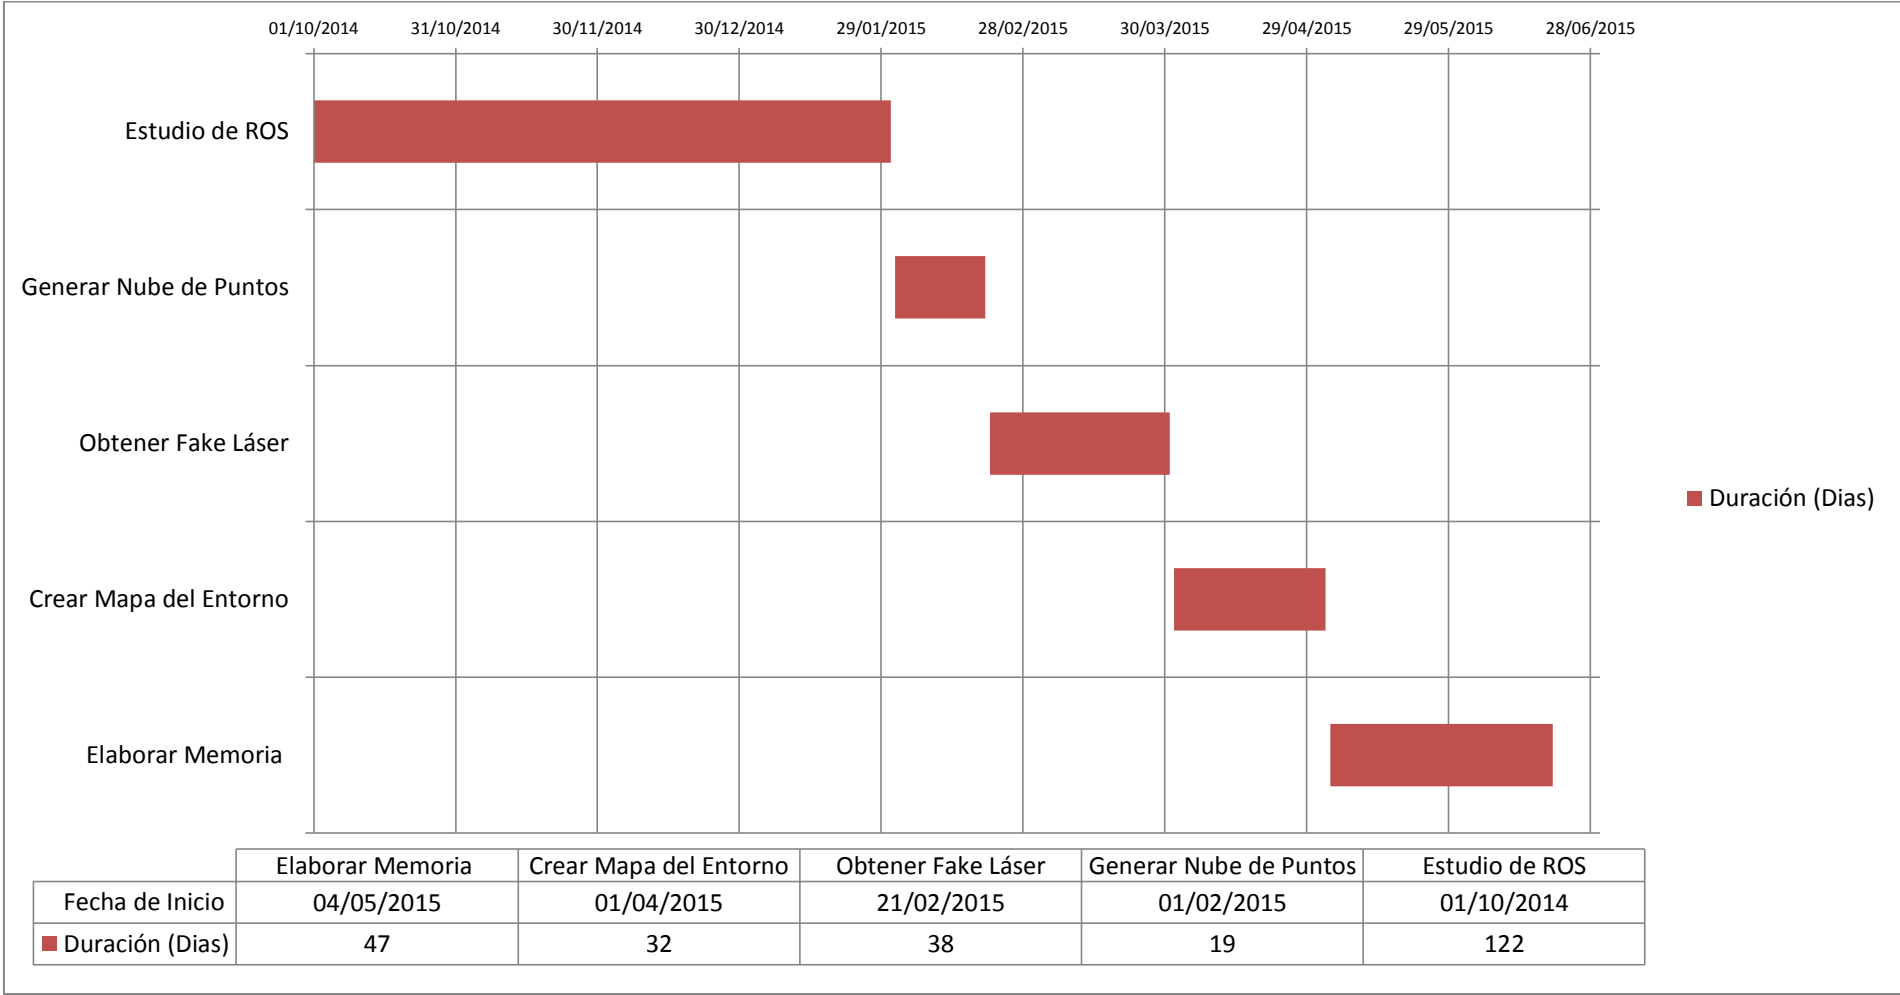 01/10/2014 31/10/2014 30/11/2014 30/12/2014 29/01/2015 28/02/2015 30/03/2015 29/04/2015 29/05/2015 28/06/2015
Estudio de ROS
Generar Nube de Puntos
Obtener Fake Láser
Duración (Dias)
Crear Mapa del Entorno
Elaborar Memoria
Elaborar Memoria Crear Mapa del Entorno Obtener Fake Láser Generar Nube de Puntos Estudio de ROS
Fecha de Inicio 04/05/2015 01/04/2015 21/02/2015 01/02/2015 01/10/2014
Duración (Dias) 47 32 38 19 122